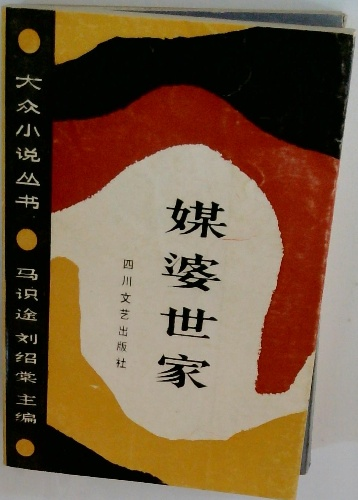 大众小说丛书
马识途 刘绍棠 主编
媒婆世家
四川文艺出版社